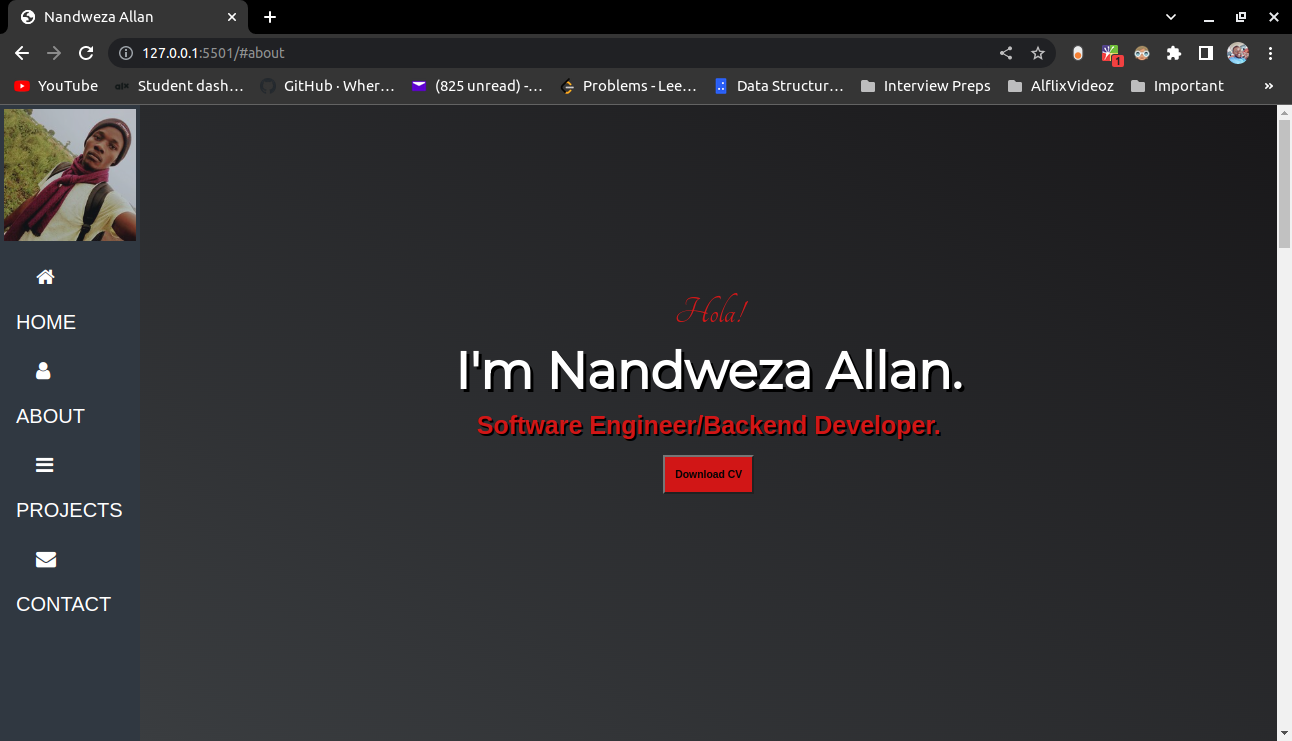 Nandweza Allan
127.0.0.1:5501/#about
1
YouTube
Student dash...
GitHub · Wher...
(825 unread) -...
Problems - Lee...
Data Structur...
Interview Preps
AlflixVideoz
Important
»
HOME
ABOUT
PROJECTS
CONTACT
Hola!
I'm Nandweza Allan.
Software Engineer/Backend Developer.
Download CV